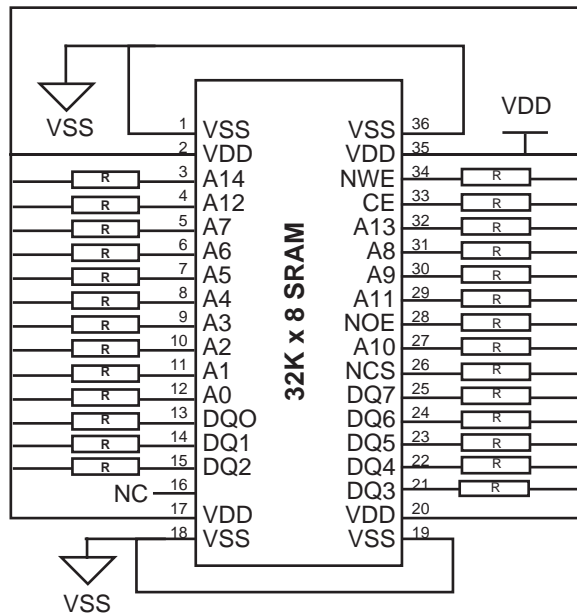 VSS
VDD
1 VSS
2 VDD
R 3 A14
R 4 A12
R 5 A7
R 6 A6
R 7 A5
R 8 A4
R 9 A3
R 10 A2
R 11 A1
R 12 A0
R 13 DQO
R 14 DQ1
R 15 DQ2
NC 16
17 VDD
18 VSS
VSS
32K x 8 SRAM
VSS 36
VDD 35
NWE 34 R
CE 33 R
A13 32 R
A8 31 R
A9 30 R
A11 29 R
NOE 28 R
A10 27 R
NCS 26 R
DQ7 25 R
DQ6 24 R
DQ5 23 R
DQ4 22 R
DQ3 21 R
VDD 20
VSS 19